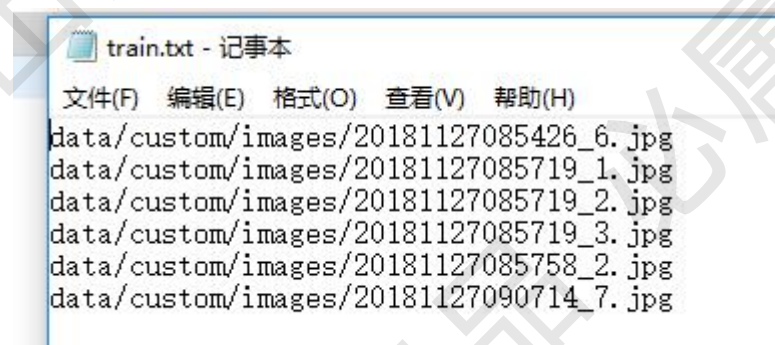 train.txt - 记事本
文件(F) 编辑(E) 格式(O) 查看(V) 帮助(H)
data/custom/images/20181127085426_6.jpg
data/custom/images/20181127085719_1.jpg
data/custom/images/20181127085719_2.jpg
data/custom/images/20181127085719_3.jpg
data/custom/images/20181127085758_2.jpg
data/custom/images/20181127090714_7.jpg